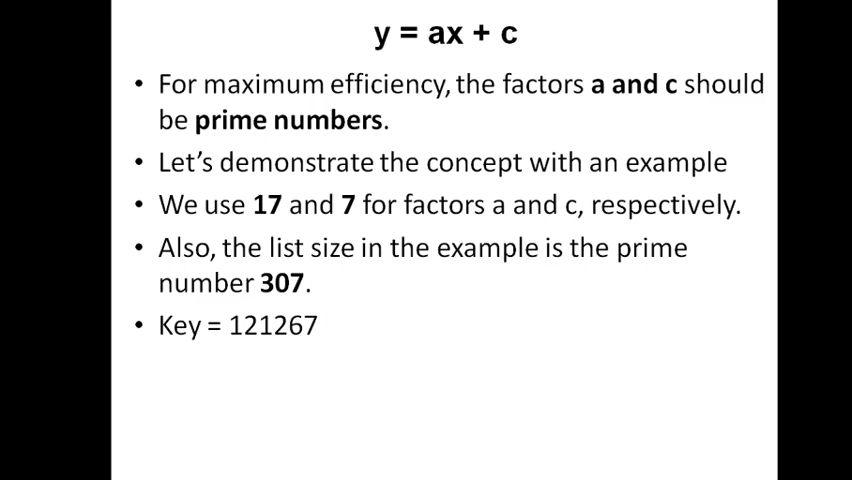 y = ax + c
• For maximum efficiency, the factors a and c should
be prime numbers.
• Let’s demonstrate the concept with an example
• We use 17 and 7 for factors a and c, respectively.
• Also, the list size in the example is the prime
number 307.
• Key = 121267